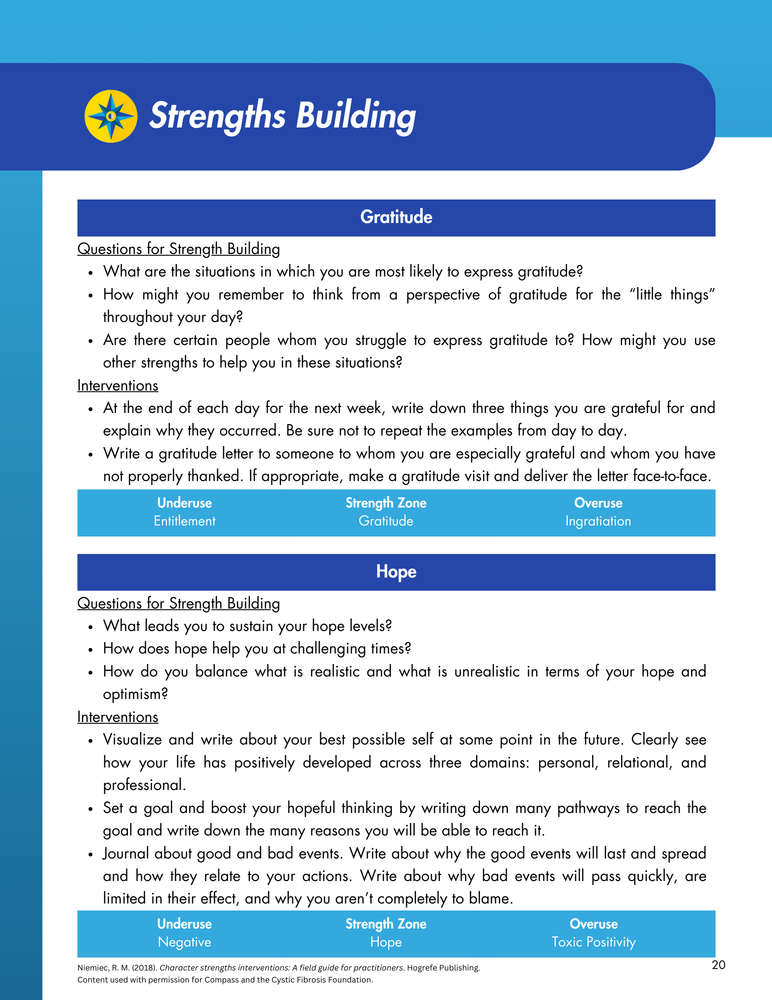 Strengths Building
Gratitude
Questions for Strength Building
• What are the situations in which you are most likely to express gratitude?
• How might you remember to think from a perspective of gratitude for the “little things”
throughout your day?
• Are there certain people whom you struggle to express gratitude to? How might you use
other strengths to help you in these situations?
Interventions
• At the end of each day for the next week, write down three things you are grateful for and
explain why they occurred. Be sure not to repeat the examples from day to day.
• Write a gratitude letter to someone to whom you are especially grateful and whom you have
not properly thanked. If appropriate, make a gratitude visit and deliver the letter face-to-face.
Underuse Strength Zone Overuse
Entitlement Gratitude Ingratiation
Hope
Questions for Strength Building
• What leads you to sustain your hope levels?
• How does hope help you at challenging times?
• How do you balance what is realistic and what is unrealistic in terms of your hope and
optimism?
Interventions
• Visualize and write about your best possible self at some point in the future. Clearly see
how your life has positively developed across three domains: personal, relational, and
professional.
• Set a goal and boost your hopeful thinking by writing down many pathways to reach the
goal and write down the many reasons you will be able to reach it.
• Journal about good and bad events. Write about why the good events will last and spread
and how they relate to your actions. Write about why bad events will pass quickly, are
limited in their effect, and why you aren’t completely to blame.
Underuse Strength Zone Overuse
Negative Hope Toxic Positivity
Niemiec, R. M. (2018). Character strengths interventions: A field guide for practitioners. Hogrefe Publishing.
Content used with permission for Compass and the Cystic Fibrosis Foundation.
20